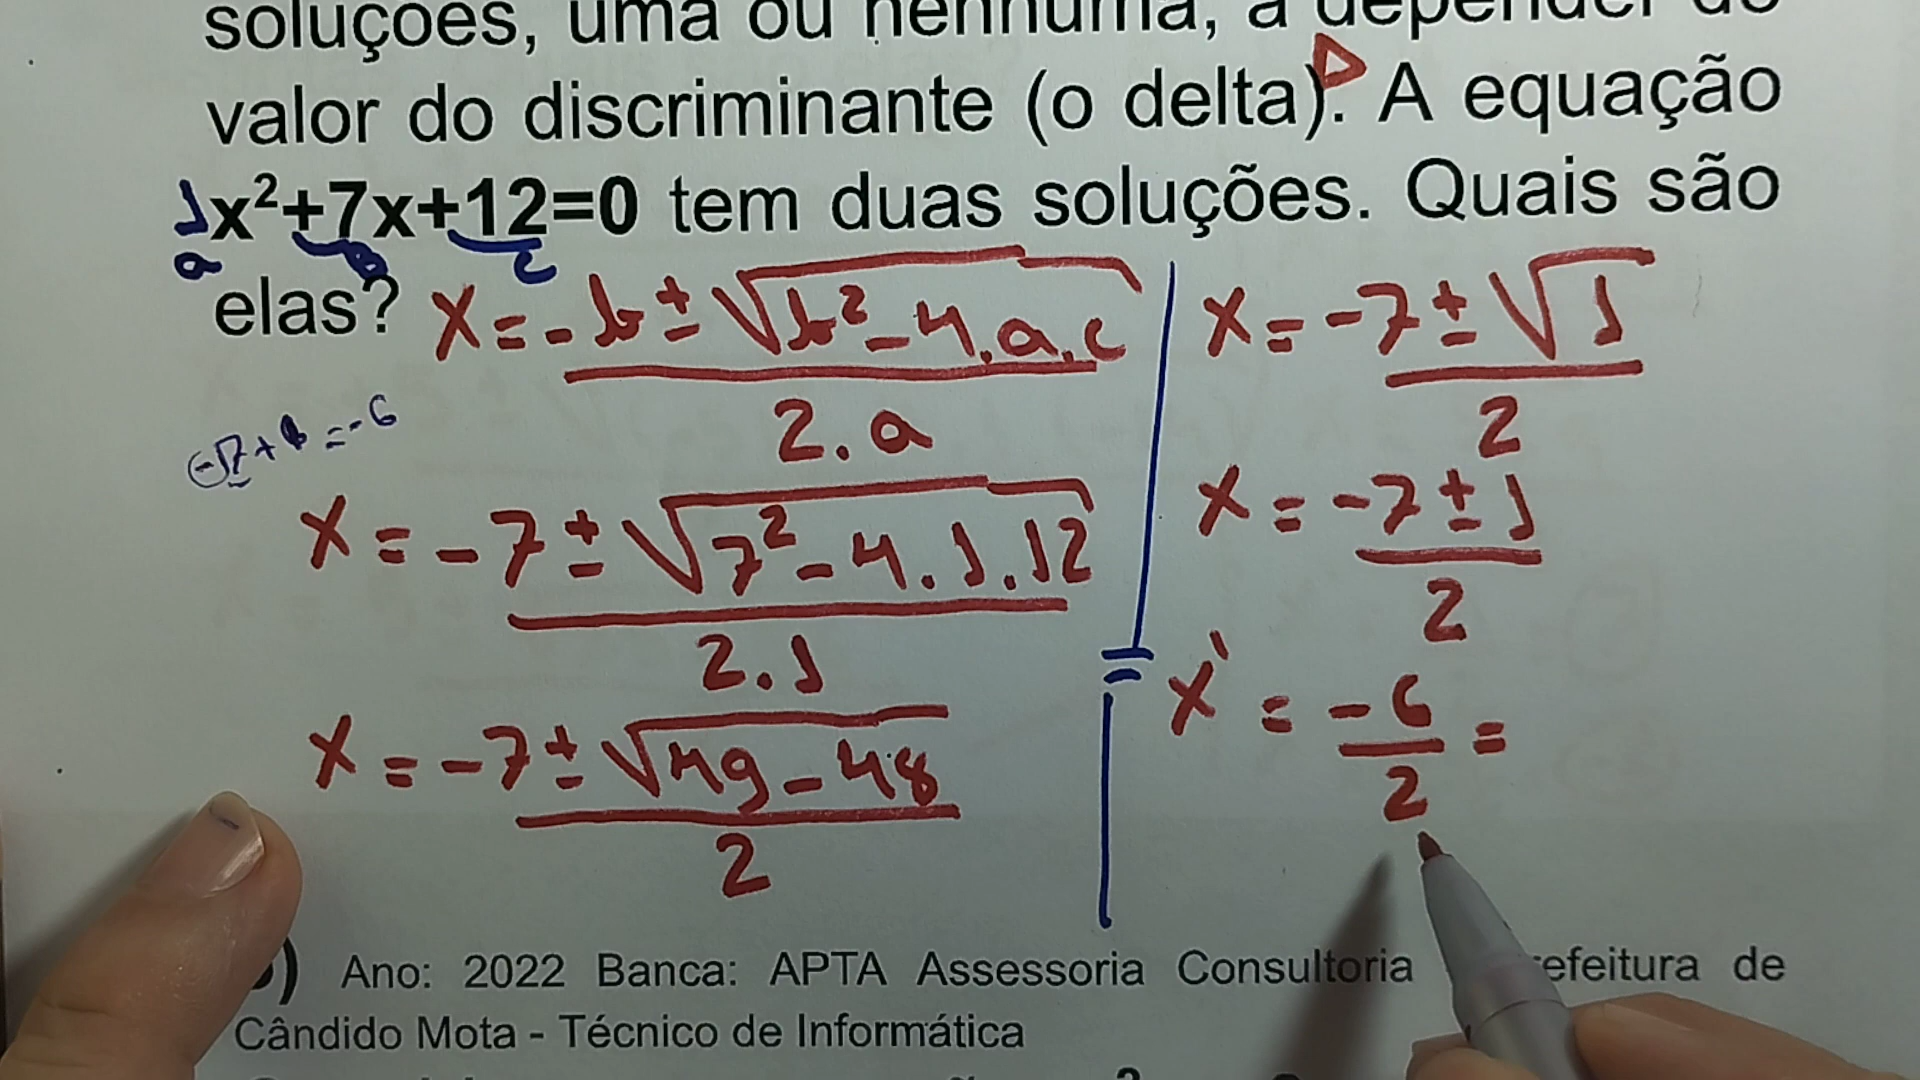 soluções, uma ou nenhuma, a depender do
valor do discriminante (o delta). A equação
1x²+7x+12=0 tem duas soluções. Quais são
a b c
elas?
x = -b ± √b² - 4.a.c
2.a
-7 + 1 = -6
x = -7 ± √7² - 4.1.12
2.1
x = -7 ± √49 - 48
2
x = -7 ± √1
2
x = -7 ± 1
2
x' = -6 =
2
Ano: 2022 Banca: APTA Assessoria Consultoria
de
Cândido Mota - Técnico de Informática